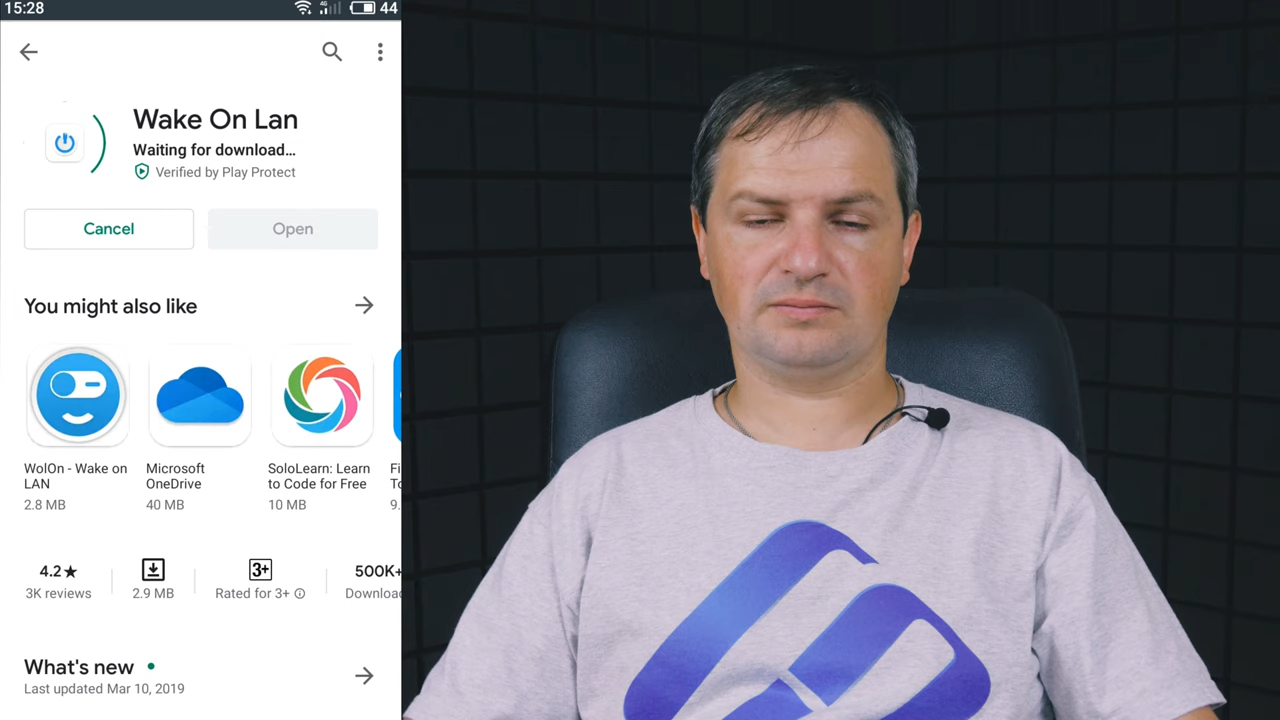 15:28
4G
44
Wake On Lan
Waiting for download...
Verified by Play Protect
Cancel
Open
You might also like
WolOn - Wake on
LAN
2.8 MB
Microsoft
OneDrive
40 MB
SoloLearn: Learn
to Code for Free
10 MB
9.
4.2★
3K reviews
2.9 MB
3+
Rated for 3+
500K+
What's new
Last updated Mar 10, 2019